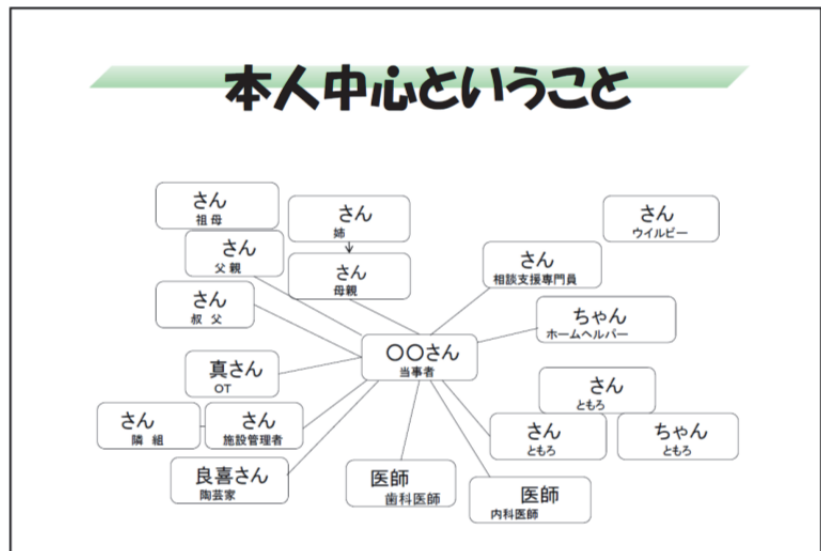 本人中心ということ
さん
祖母
さん
姉
さん
ウイルビー
さん
父親
さん
母親
さん
相談支援専門員
さん
叔父
ちゃん
ホームヘルパー
〇〇さん
当事者
真さん
OT
さん
ともろ
さん
隣組
さん
施設管理者
さん
ともろ
ちゃん
ともろ
良喜さん
陶芸家
医師
歯科医師
医師
内科医師